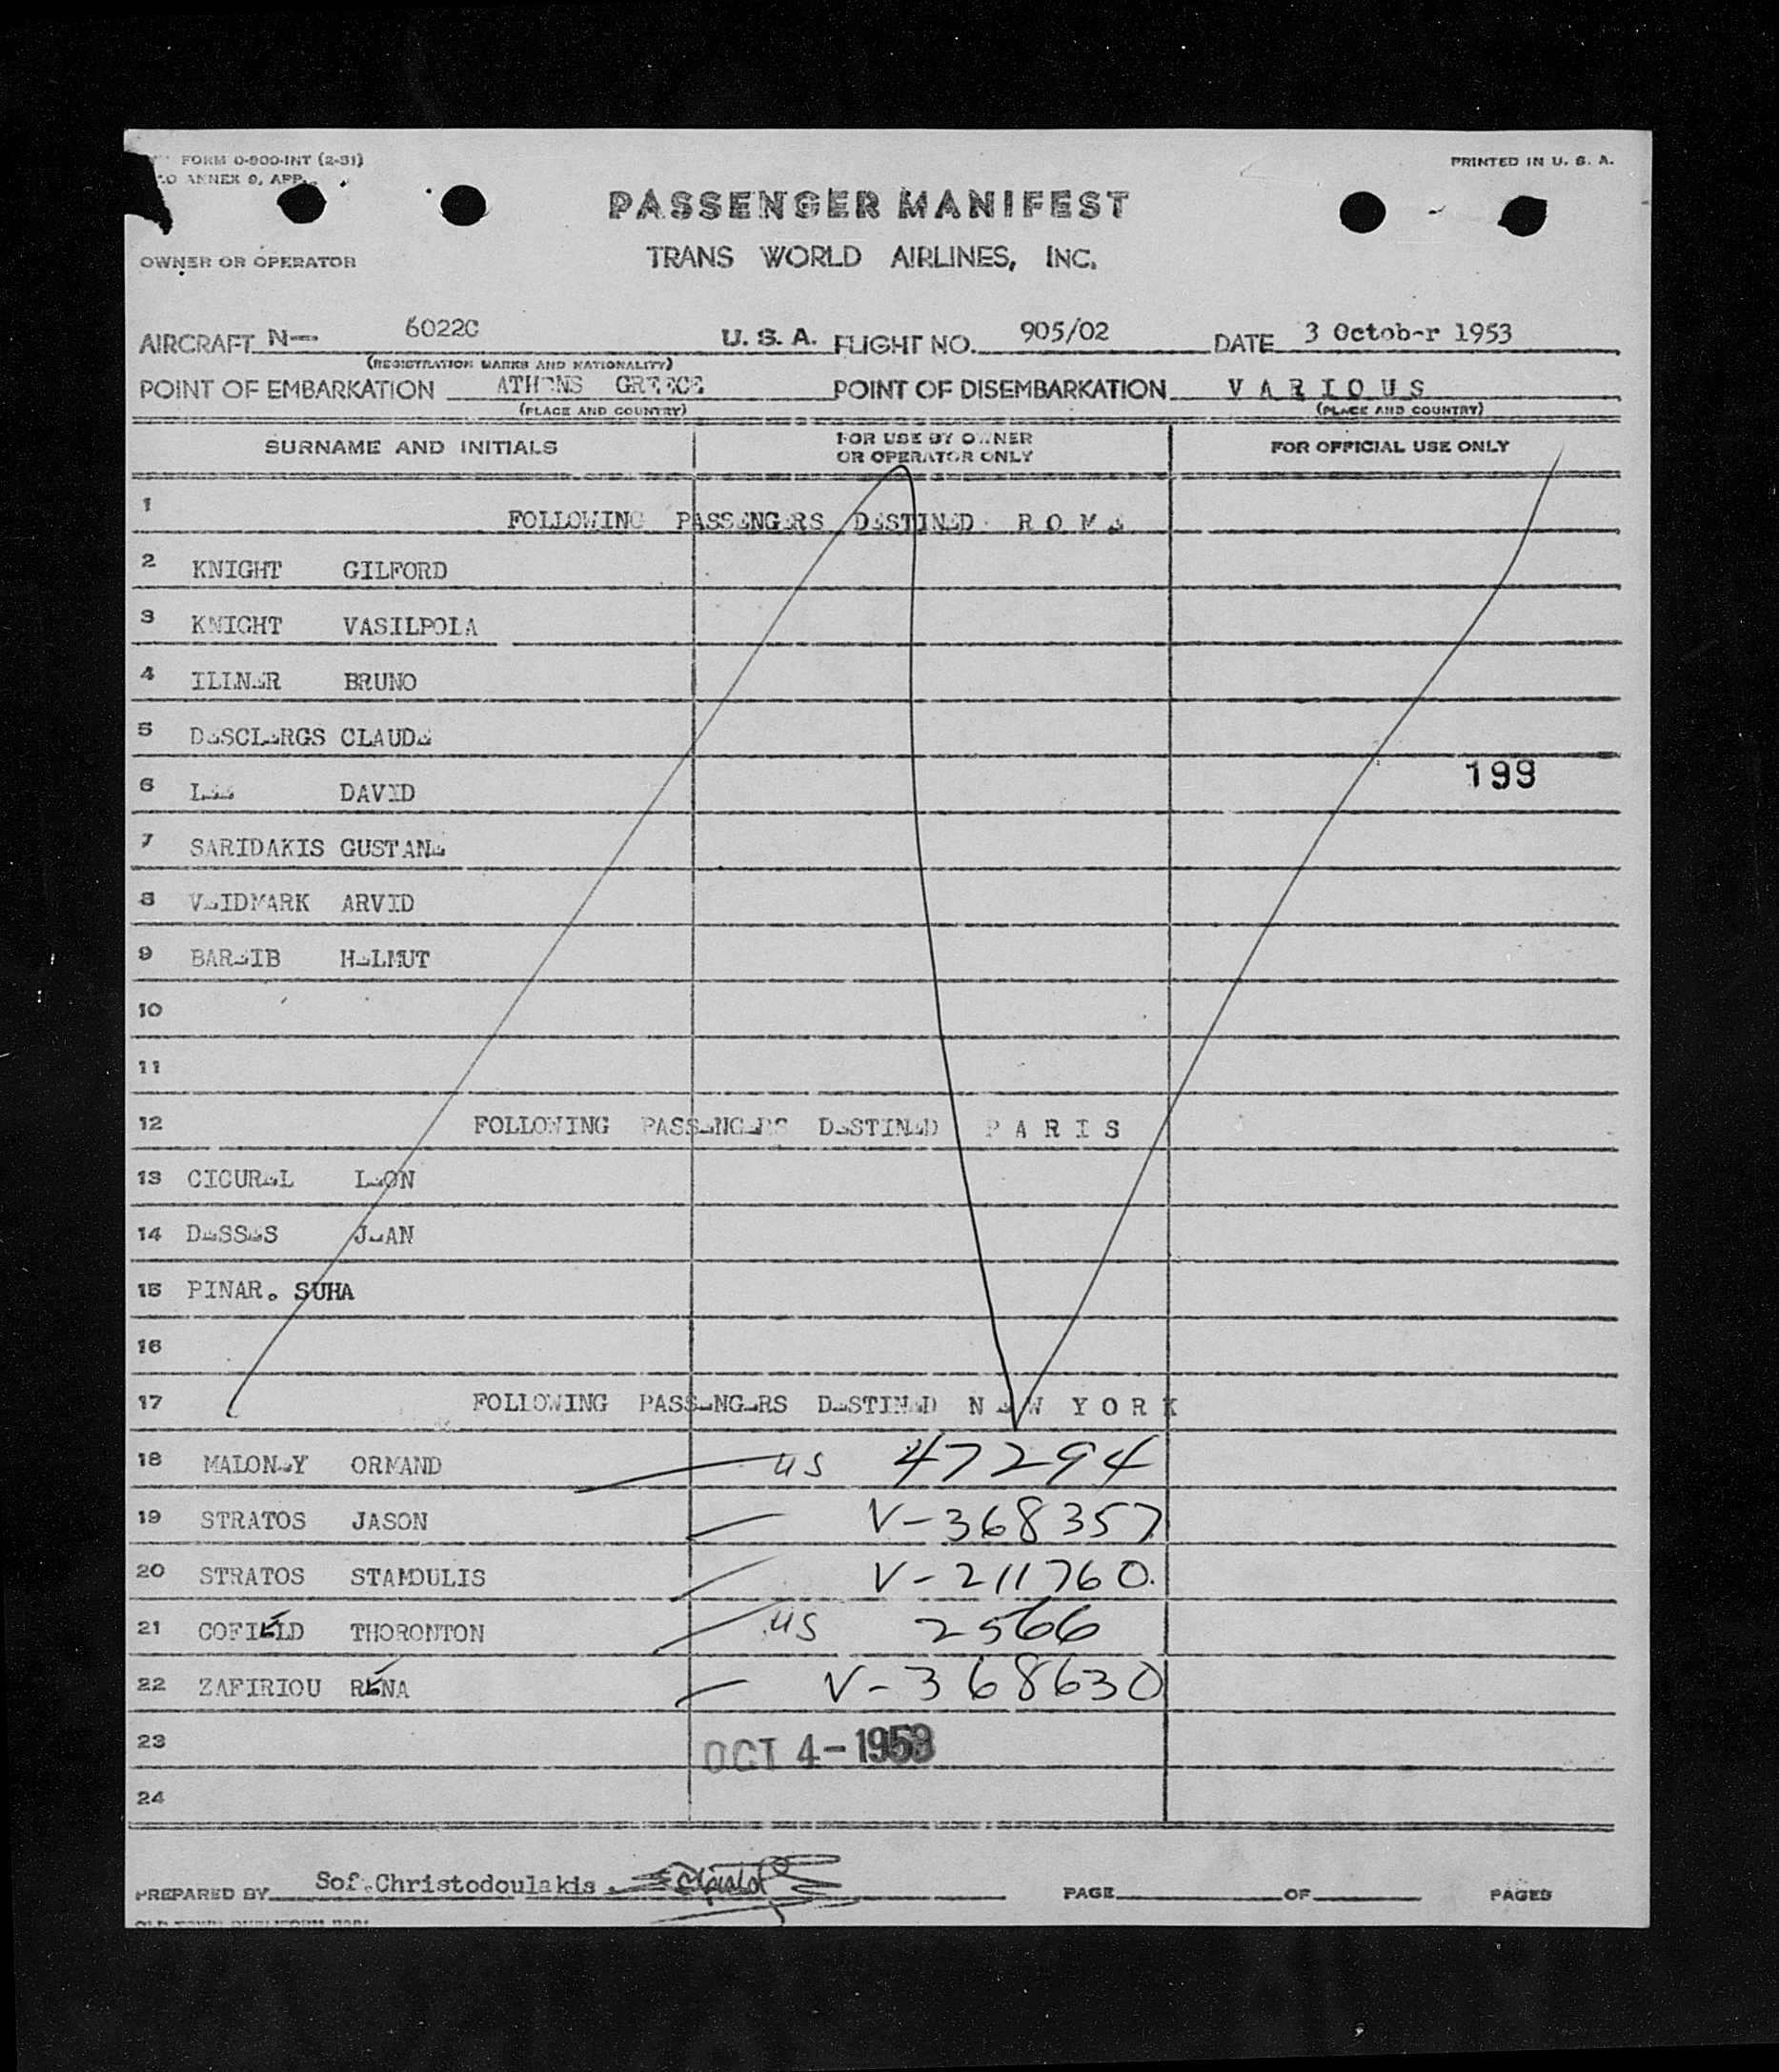 FORM 0-900-INT (2-51)
PRINTED IN U. S. A.
ANNEX 9, APP.
PASSENGER MANIFEST
OWNER OR OPERATOR
TRANS WORLD AIRLINES, INC.
AIRCRAFT N— 6022C U. S. A. FLIGHT NO. 905/02 DATE 3 October 1953
(REGISTRATION MARKS AND NATIONALITY)
POINT OF EMBARKATION ATHENS GREECE POINT OF DISEMBARKATION V A R I O U S
(PLACE AND COUNTRY) (PLACE AND COUNTRY)
SURNAME AND INITIALS FOR USE BY OWNER OR OPERATOR ONLY FOR OFFICIAL USE ONLY
1 FOLLOWING PASSENGERS DESTINED R O M E
2 KNIGHT GILFORD
3 KNIGHT VASILPOLA
4 ILLNER BRUNO
5 DESCLERGS CLAUDE
199
6 LEE DAVID
7 SARIDAKIS GUSTANE
8 VEIDMARK ARVID
9 BAREIB HELMUT
10
11
12 FOLLOWING PASSENGERS DESTINED P A R I S
13 CICUREL LEON
14 DESSES JEAN
15 PINAR. SUHA
16
17 FOLLOWING PASSENGERS DESTINED N E W Y O R K
18 MALONEY ORMAND US 47294
19 STRATOS JASON V-368357
20 STRATOS STAMOULIS V-211760.
21 COFIELD THORONTON US 2566
22 ZAFIRIOU RENA V-368630
23 OCT 4-1953
24
PREPARED BY Sof.Christodoulakis. PAGE OF PAGES